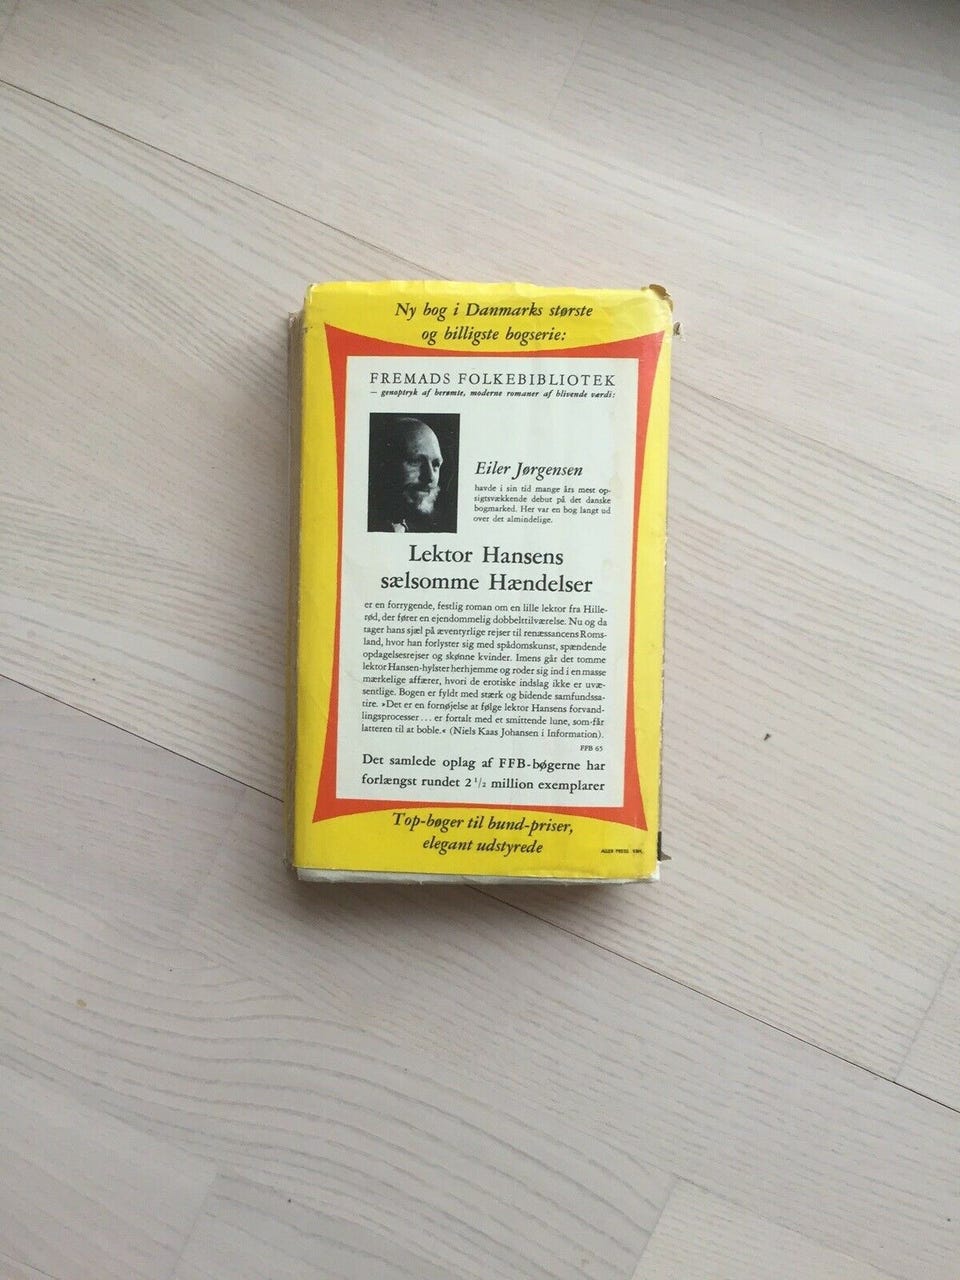 Ny bog i Danmarks største
og billigste bogserie:
FREMADS FOLKEBIBLIOTEK
— genoptryk af berømte, moderne romaner af blivende værdi:
Eiler Jørgensen
havde i sin tid mange års mest op-
sigtsvækkende debut på det danske
bogmarked. Her var en bog langt ud
over det almindelige.
Lektor Hansens
sælsomme Hændelser
er en forrygende, festlig roman om en lille lektor fra Hille-
rød, der fører en ejendommelig dobbelttilværelse. Nu og da
tager hans sjæl på æventyrlige rejser til renæssancens Roms-
land, hvor han forlyster sig med spådomskunst, spændende
opdagelsesrejser og skønne kvinder. Imens går det tomme
lektor Hansen-hylster herhjemme og roder sig ind i en masse
mærkelige affærer, hvori de erotiske indslag ikke er uvæ-
sentlige. Bogen er fyldt med stærk og bidende samfundssa-
tire. »Det er en fornøjelse at følge lektor Hansens forvand-
lingsprocesser... er fortalt med et smittende lune, som får
latteren til at boble.« (Niels Kaas Johansen i Information).
FFB 65
Det samlede oplag af FFB-bøgerne har
forlængst rundet 2 1/2 million exemplarer
Top-bøger til bund-priser,
elegant udstyrede
ALLER PRESS KBH.